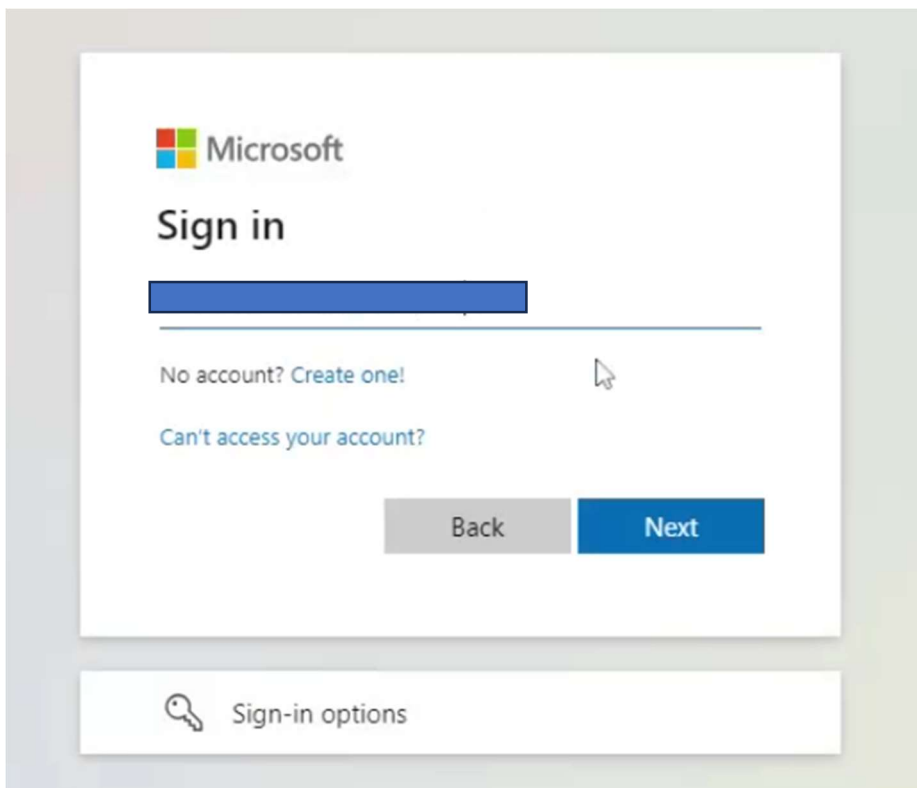 Microsoft
Sign in
No account? Create one!
Can't access your account?
Back
Next
Sign-in options